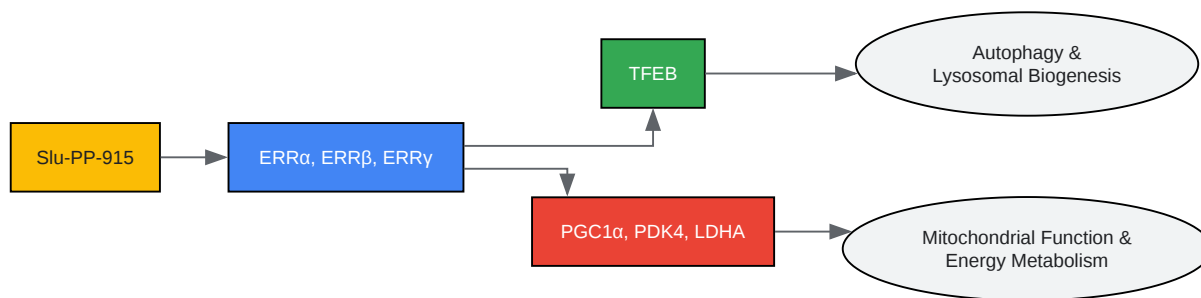 Slu-PP-915
ERRα, ERRβ, ERRγ
TFEB
Autophagy &
Lysosomal Biogenesis
PGC1α, PDK4, LDHA
Mitochondrial Function &
Energy Metabolism